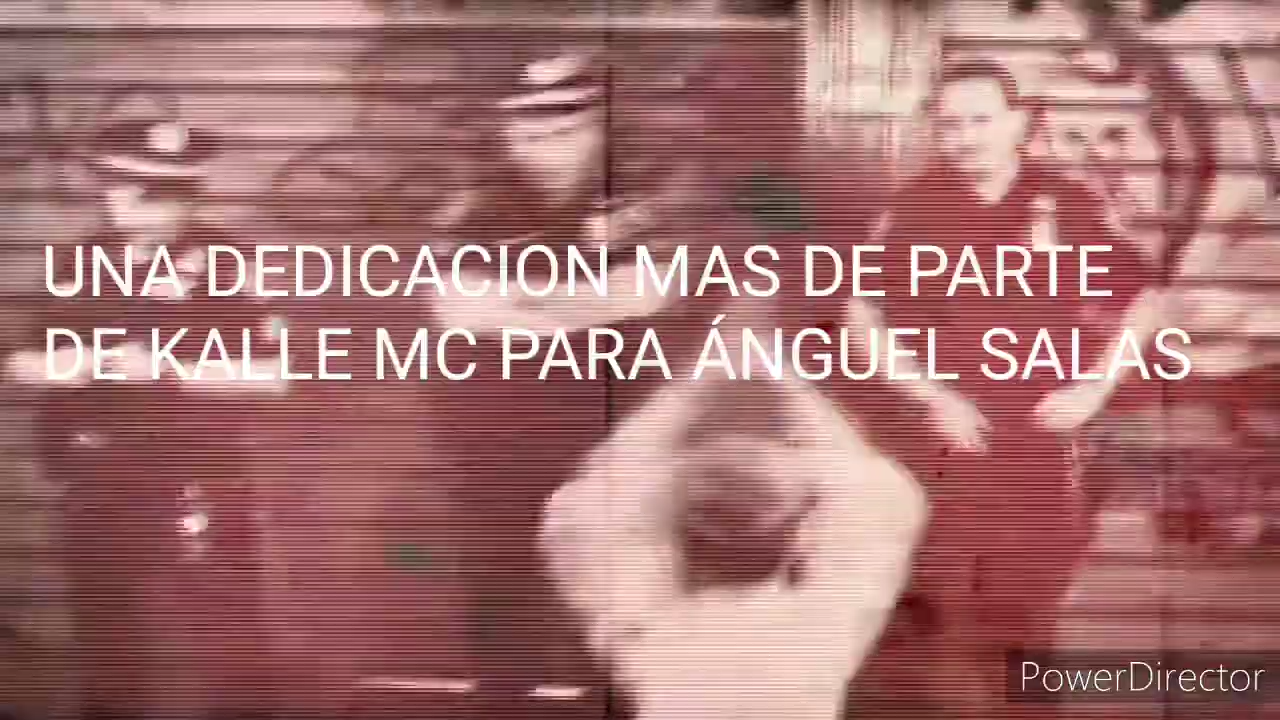 UNA DEDICACION MAS DE PARTE
DE KALLE MC PARA ÁNGUEL SALAS
PowerDirector